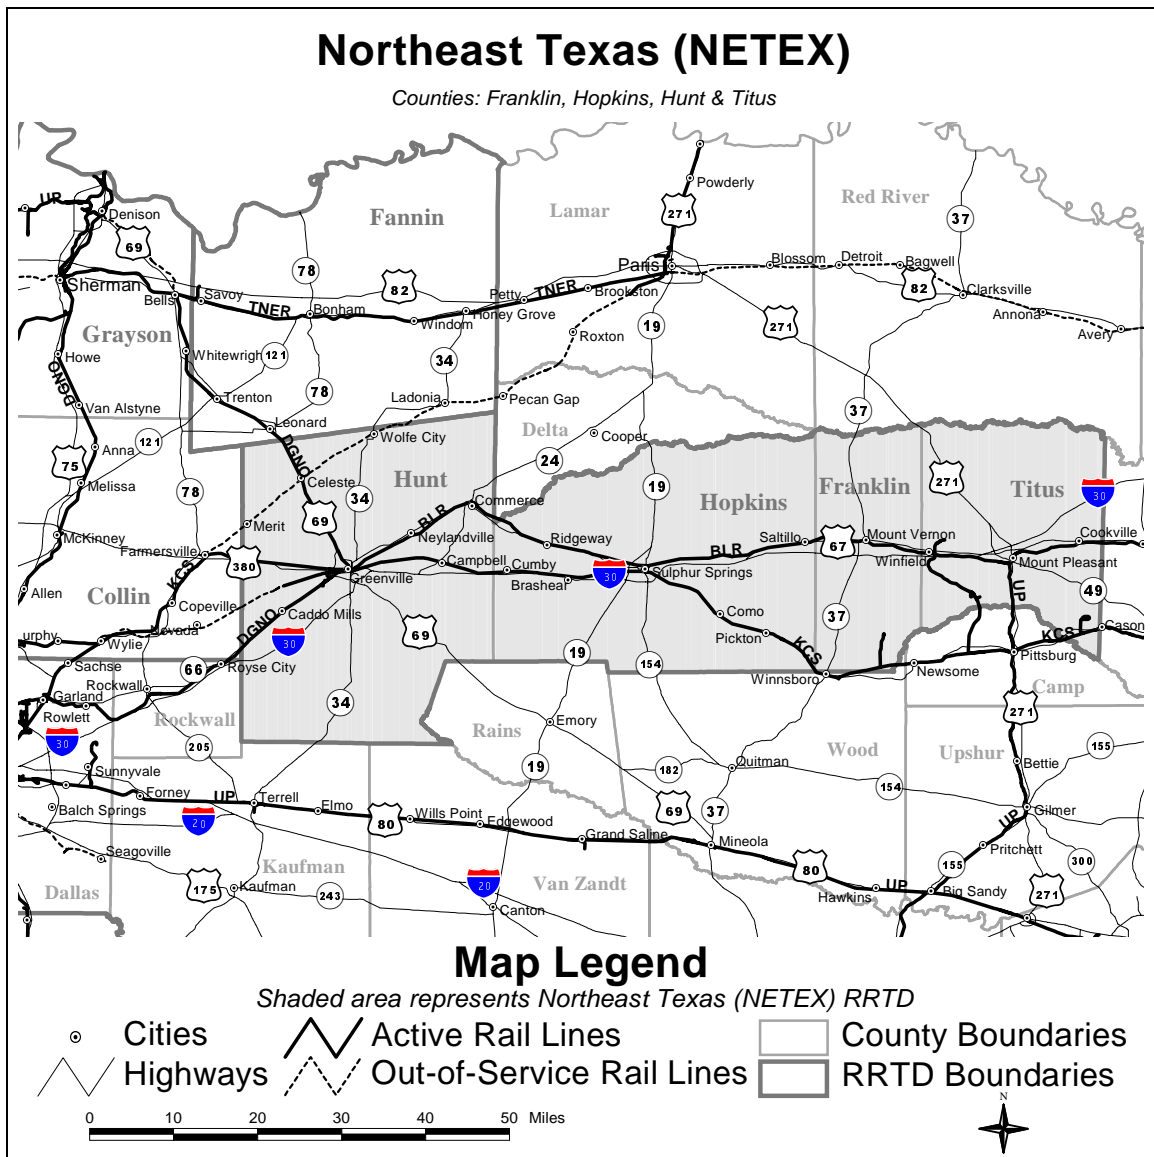 Northeast Texas (NETEX)
Counties: Franklin, Hopkins, Hunt & Titus
Powderly
UP
Denison
Fannin
Lamar
Red River
271
37
69
78
Sherman
Paris
Blossom
Detroit
Bagwell
82
82
Bells
Savoy
TNER
Bonham
Petty
TNER
Brookston
Clarksville
Windom
Honey Grove
Annona
Grayson
19
271
Roxton
Avery
Howe
Whitewrigh
121
34
DGNO
78
Trenton
Ladonia
Pecan Gap
Van Alstyne
37
Leonard
Delta
Cooper
Wolfe City
121
Anna
DGNO
24
75
Melissa
Celeste
Hunt
19
Hopkins
Franklin
271
Titus
30
78
34
Commerce
69
BLR
Merit
McKinney
Neylandville
Ridgeway
Saltillo
67
Mount Vernon
Cookville
Farmersville
380
KCS
Greenville
Campbell
Cumby
Brashear
30
BLR
Sulphur Springs
Winfield
Mount Pleasant
Allen
Collin
Copeville
Caddo Mills
UP
49
Como
Nevada
DGNO
69
37
Pickton
KCS
Cason
urphy
Wylie
30
19
KCS
Sachse
66
Royse City
154
Winnsboro
Newsome
Pittsburg
Rockwall
Garland
Camp
34
Rowlett
Rockwall
Rains
Emory
271
30
205
Wood
Upshur
155
Sunnyvale
19
182
Quitman
Bettie
154
Forney
UP
Terrell
Elmo
Balch Springs
20
80
Wills Point
Edgewood
69
37
UP
Gilmer
Grand Saline
Mineola
Seagoville
Pritchett
Kaufman
80
155
300
Dallas
175
Kaufman
243
20
Van Zandt
Hawkins
UP
Big Sandy
271
Canton
Map Legend
Shaded area represents Northeast Texas (NETEX) RRTD
Cities
Active Rail Lines
County Boundaries
Highways
Out-of-Service Rail Lines
RRTD Boundaries
0 10 20 30 40 50 Miles
N